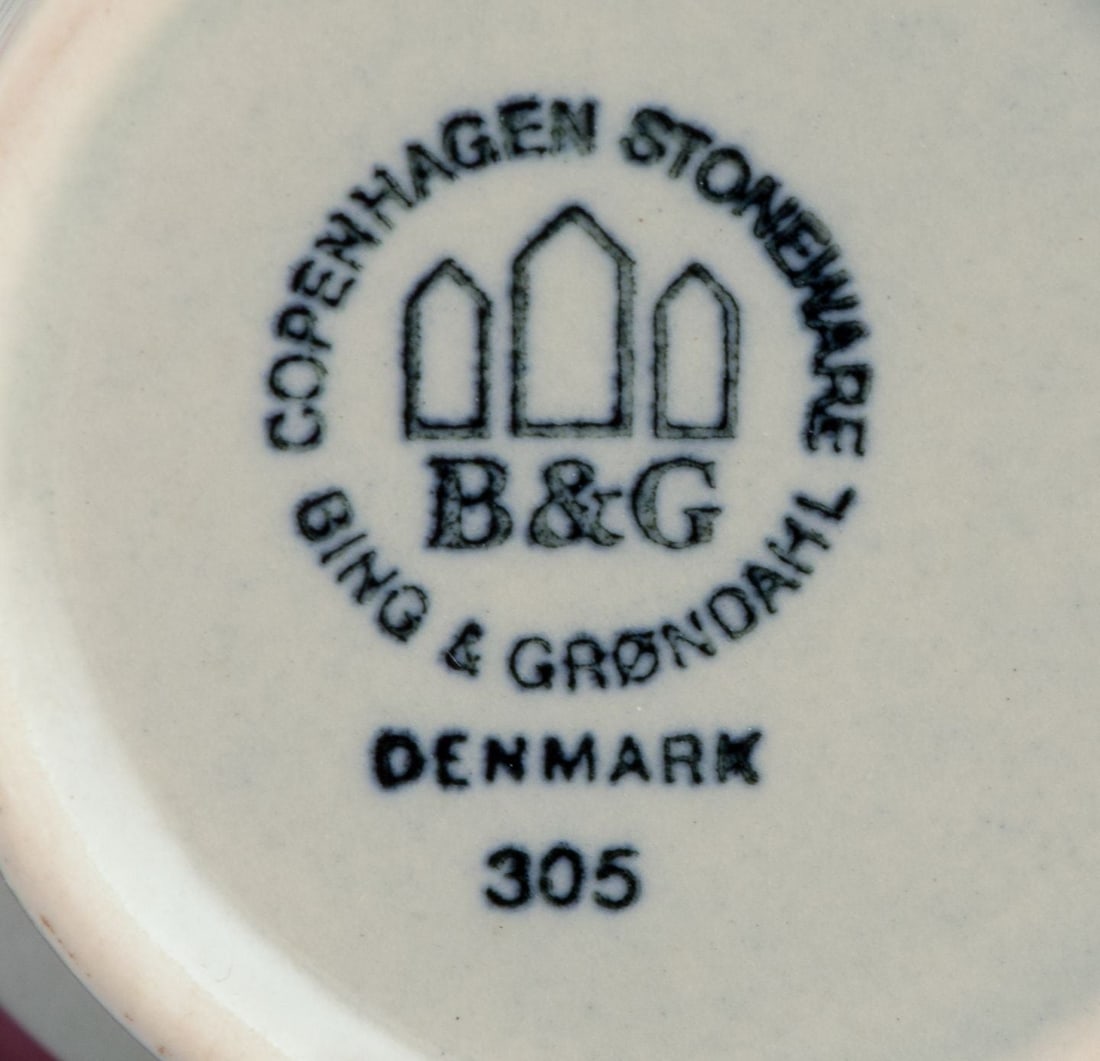 COPENHAGEN STONEWARE
B&G
BING & GRØNDAHL
DENMARK
305